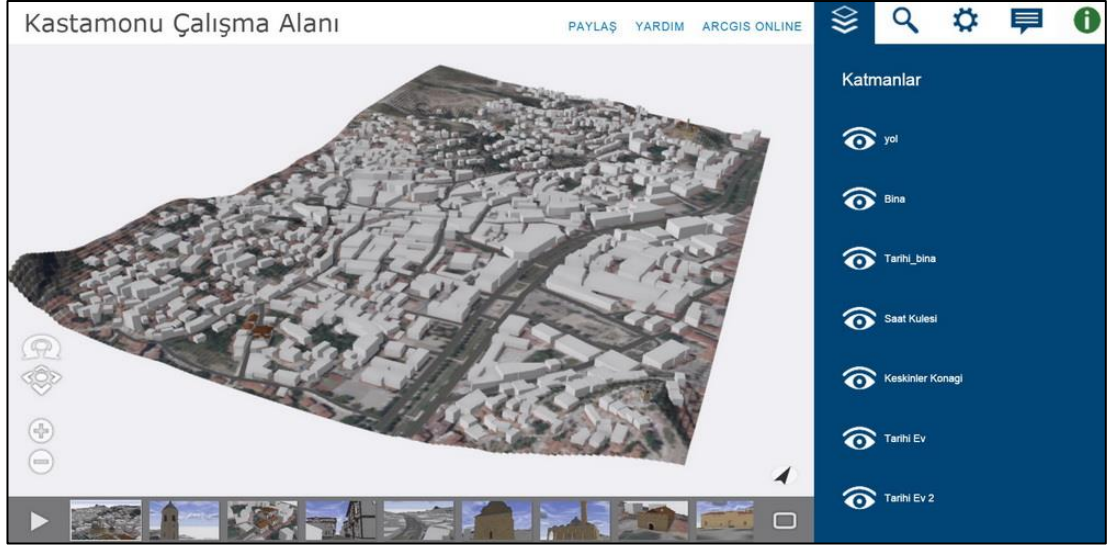 Kastamonu Çalışma Alanı
PAYLAŞ YARDIM ARCGIS ONLINE
Katmanlar
yol
Bina
Tarihi_bina
Saat Kulesi
Keskinler Konagi
Tarihi Ev
Tarihi Ev 2